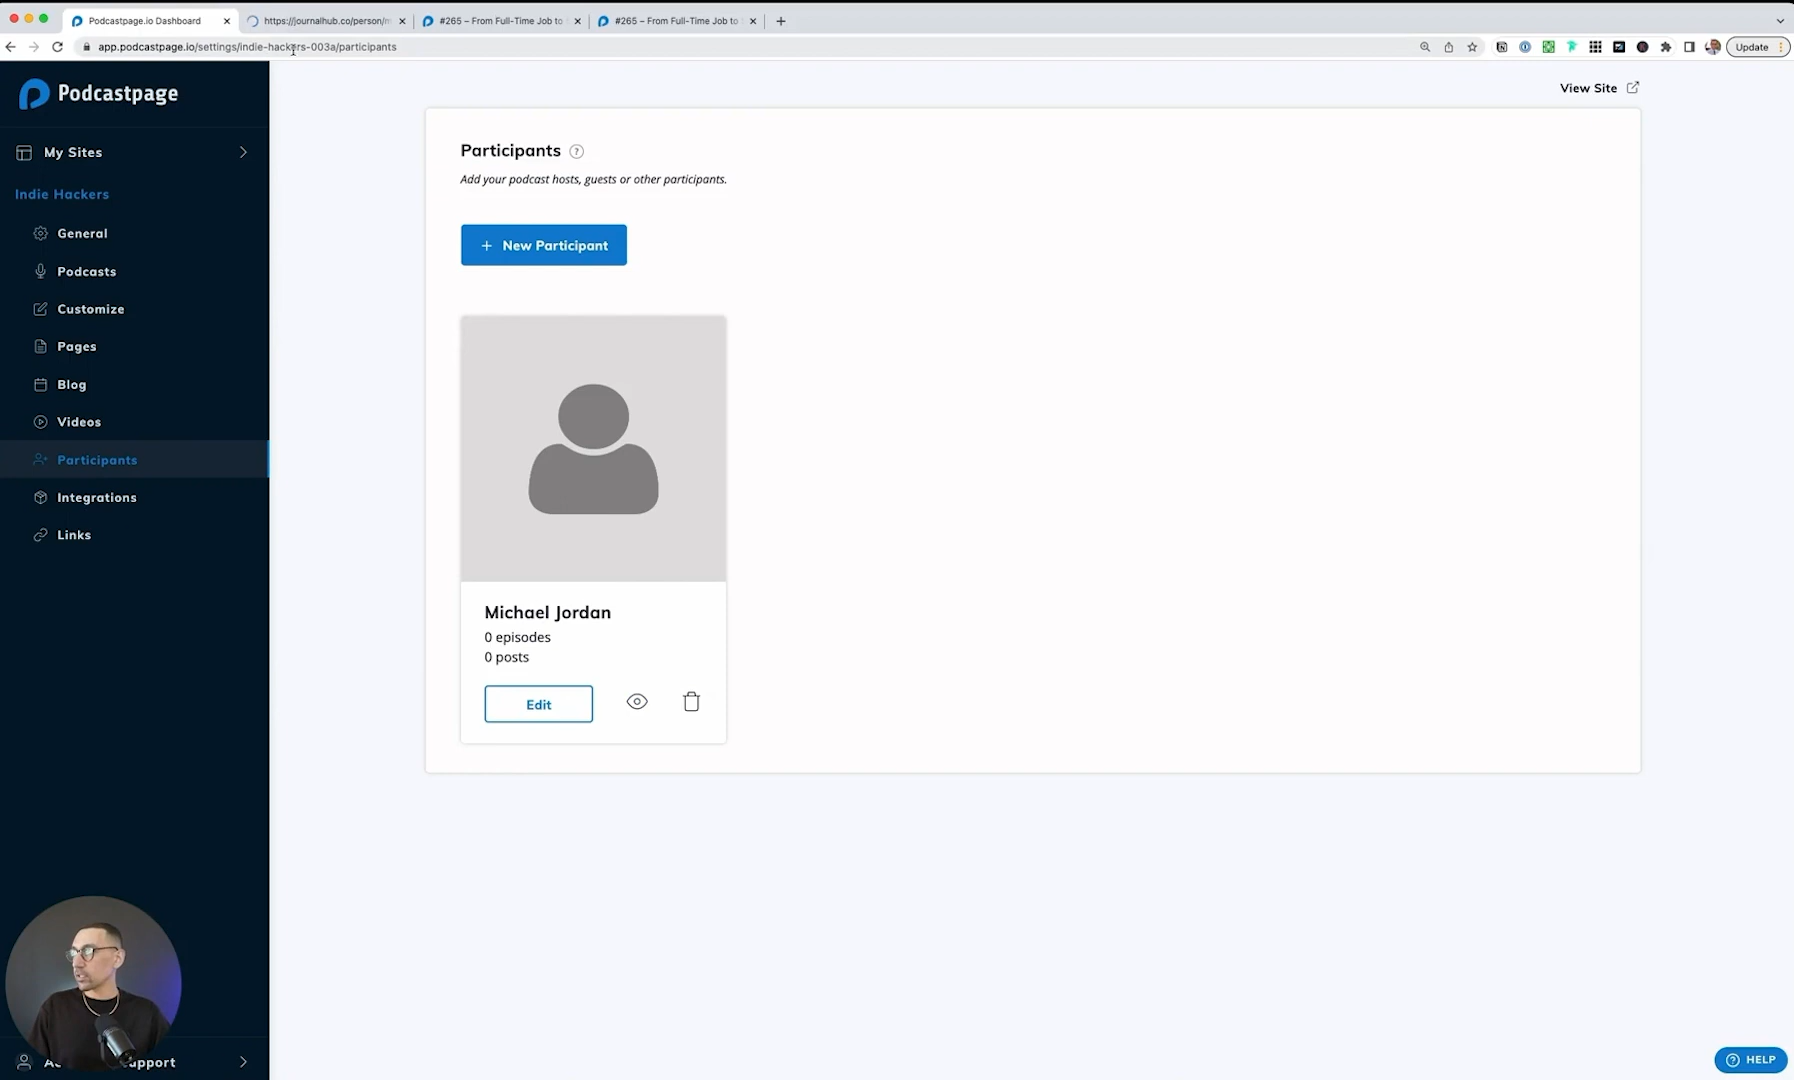 Podcastpage.io Dashboard
https://journalhub.co/person/m
#265 – From Full-Time Job to
#265 – From Full-Time Job to
app.podcastpage.io/settings/indie-hackers-003a/participants
Update
Podcastpage
View Site
My Sites
Indie Hackers
General
Podcasts
Customize
Pages
Blog
Videos
Participants
Integrations
Links
Participants ?
Add your podcast hosts, guests or other participants.
+ New Participant
Michael Jordan
0 episodes
0 posts
Edit
upport
? HELP